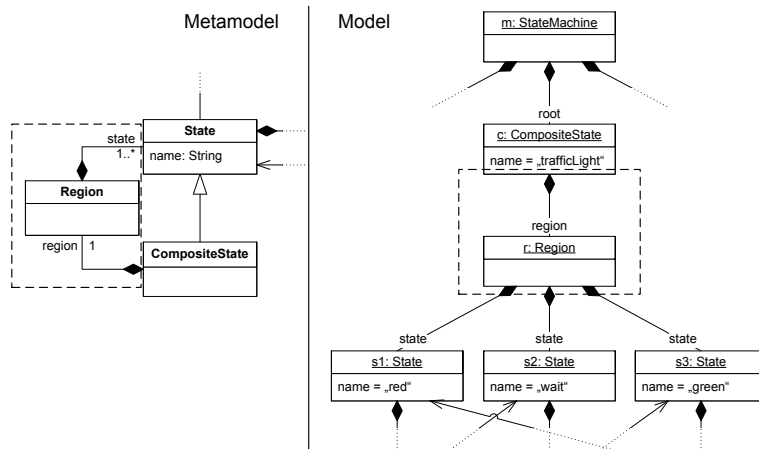 Metamodel
State
name: String
state
1..*
Region
region 1
CompositeState
Model
m: StateMachine
root
c: CompositeState
name = „trafficLight“
region
r: Region
state state state
s1: State s2: State s3: State
name = „red“ name = „wait“ name = „green“